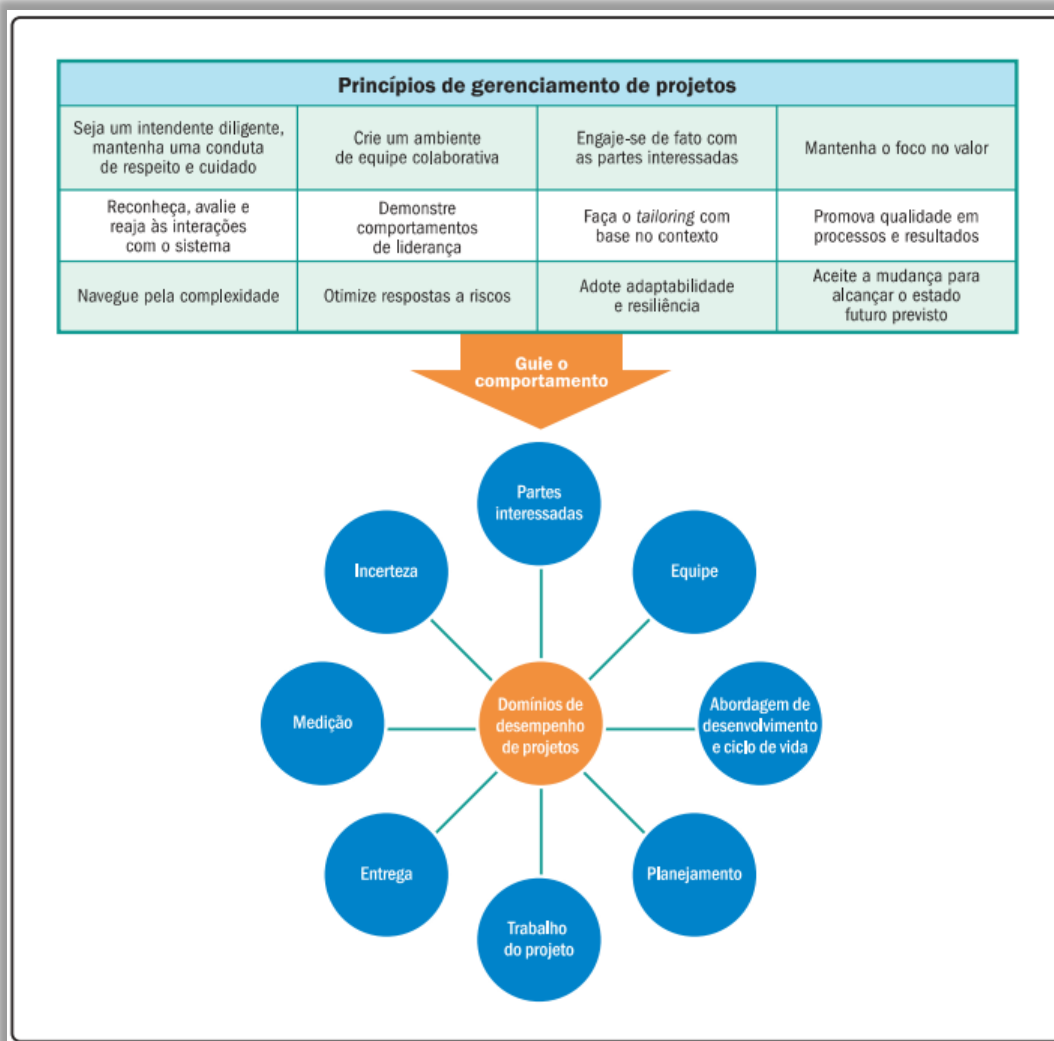 Princípios de gerenciamento de projetos
Seja um intendente diligente,
mantenha uma conduta
de respeito e cuidado
Crie um ambiente
de equipe colaborativa
Engaje-se de fato com
as partes interessadas
Mantenha o foco no valor
Reconheça, avalie e
reaja às interações
com o sistema
Demonstre
comportamentos
de liderança
Faça o tailoring com
base no contexto
Promova qualidade em
processos e resultados
Navegue pela complexidade
Otimize respostas a riscos
Adote adaptabilidade
e resiliência
Aceite a mudança para
alcançar o estado
futuro previsto
Guie o
comportamento
Partes
interessadas
Incerteza
Equipe
Medição
Domínios de
desempenho
de projetos
Abordagem de
desenvolvimento
e ciclo de vida
Entrega
Planejamento
Trabalho
do projeto